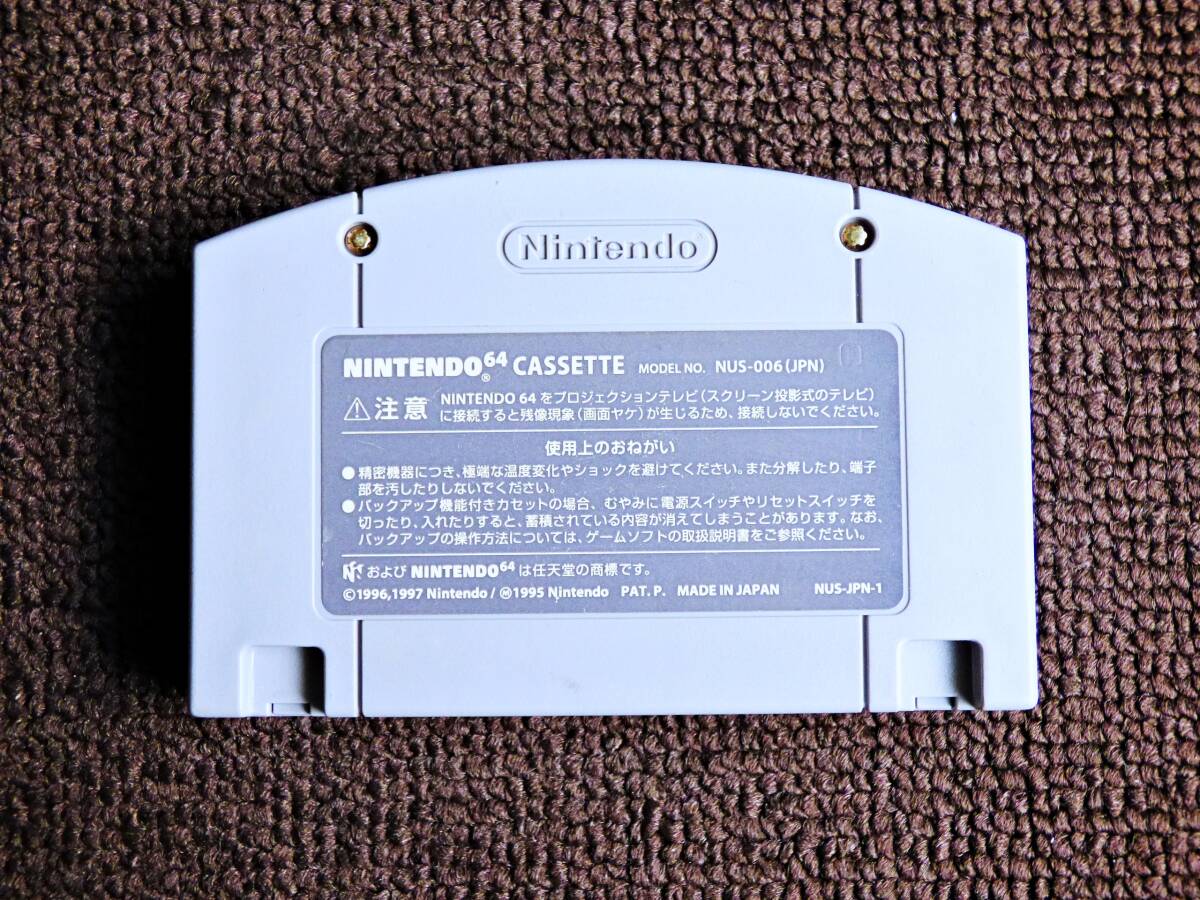 Nintendo®
NINTENDO64® CASSETTE MODEL NO. NUS-006(JPN)
⚠注意 NINTENDO 64 をプロジェクションテレビ(スクリーン投影式のテレビ)
に接続すると残像現象(画面ヤケ)が生じるため、接続しないでください。
使用上のおねがい
●精密機器につき、極端な温度変化やショックを避けてください。また分解したり、端子
部を汚したりしないでください。
●バックアップ機能付きカセットの場合、むやみに電源スイッチやリセットスイッチを
切ったり、入れたりすると、蓄積されている内容が消えてしまうことがあります。なお、
バックアップの操作方法については、ゲームソフトの取扱説明書をご参照ください。
および NINTENDO64 は任天堂の商標です。
©1996,1997 Nintendo / Ⓜ1995 Nintendo PAT. P. MADE IN JAPAN NUS-JPN-1